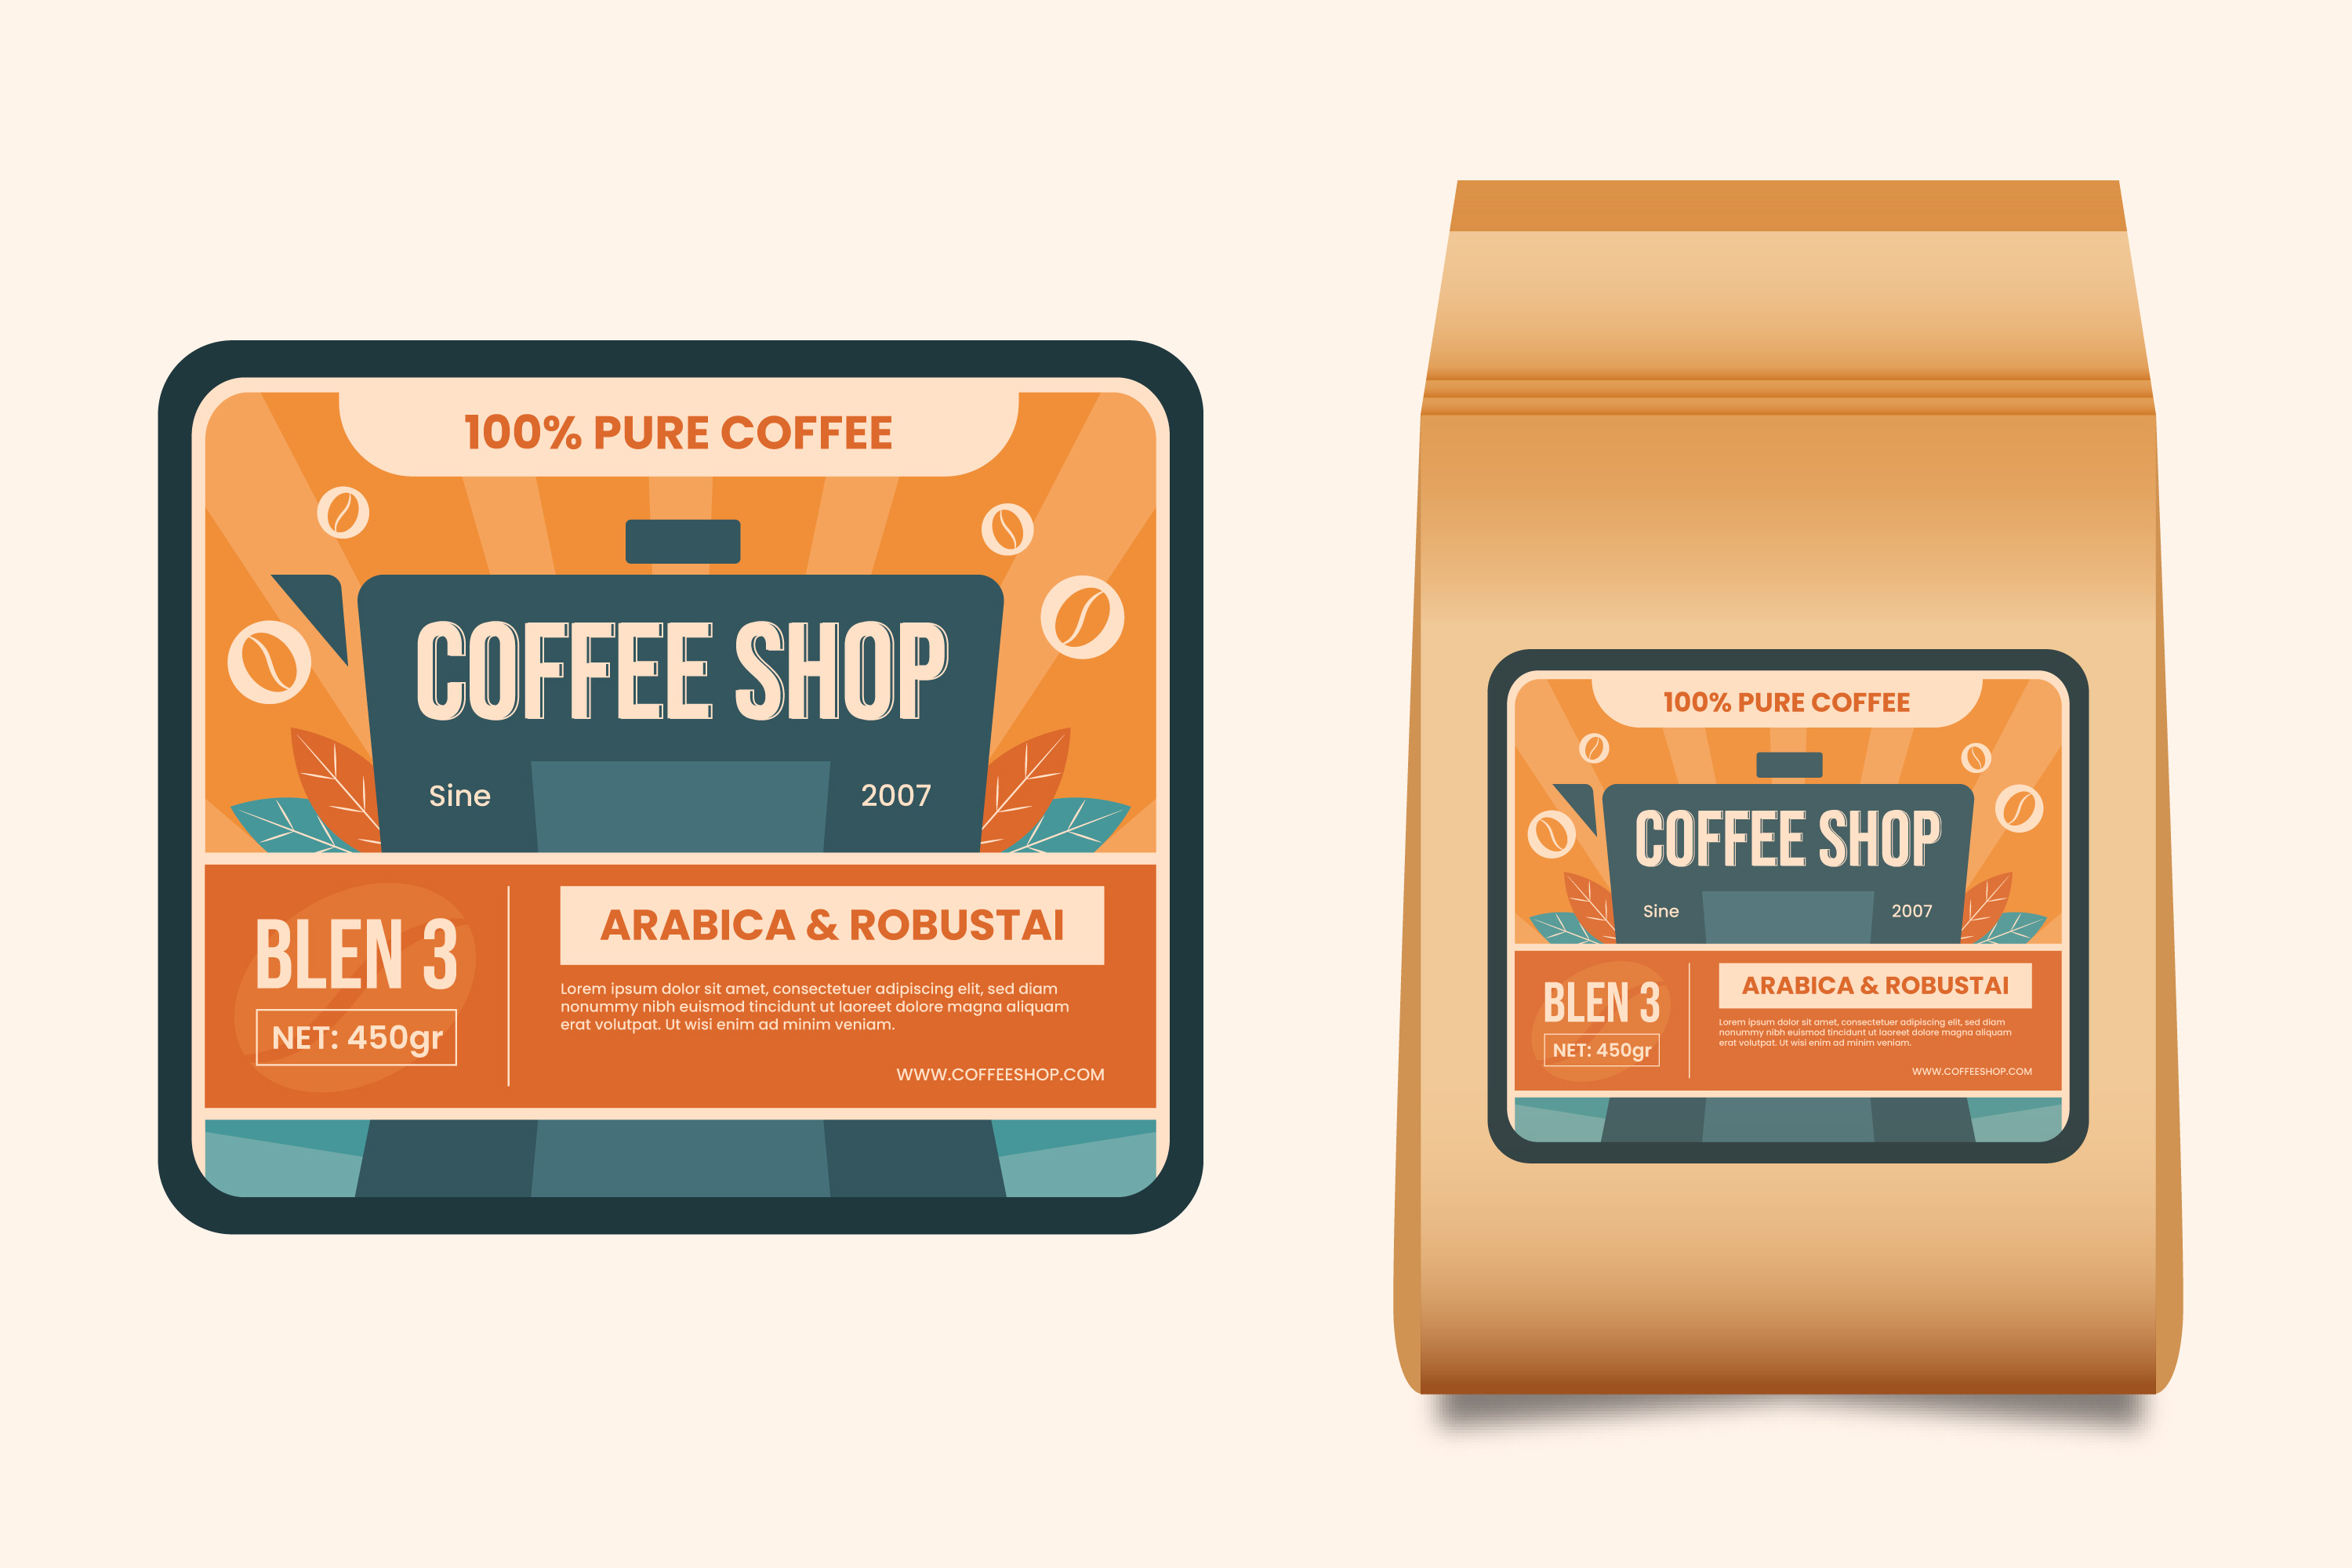 100% PURE COFFEE
COFFEE SHOP
Sine 2007
BLEN 3
NET: 450gr
ARABICA & ROBUSTAI
Lorem ipsum dolor sit amet, consectetuer adipiscing elit, sed diam
nonummy nibh euismod tincidunt ut laoreet dolore magna aliquam
erat volutpat. Ut wisi enim ad minim veniam.
WWW.COFFEESHOP.COM
100% PURE COFFEE
COFFEE SHOP
Sine 2007
BLEN 3
NET: 450gr
ARABICA & ROBUSTAI
Lorem ipsum dolor sit amet, consectetuer adipiscing elit, sed diam
nonummy nibh euismod tincidunt ut laoreet dolore magna aliquam
erat volutpat. Ut wisi enim ad minim veniam.
WWW.COFFEESHOP.COM